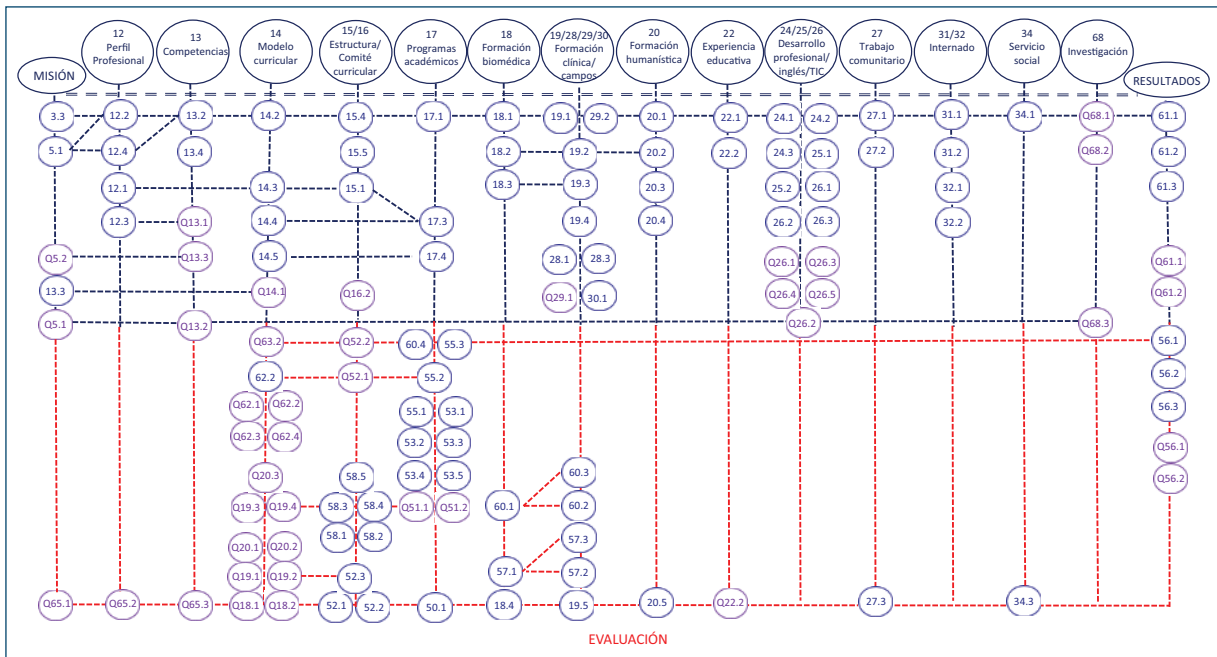 12 Perfil Profesional
13 Competencias
14 Modelo curricular
15/16 Estructura/ Comité curricular
17 Programas académicos
18 Formación biomédica
19/28/29/30 Formación clínica/ campos
20 Formación humanística
22 Experiencia educativa
24/25/26 Desarrollo profesional/ inglés/TIC
27 Trabajo comunitario
31/32 Internado
34 Servicio social
68 Investigación
MISIÓN RESULTADOS
3.3 12.2 13.2 14.2 15.4 17.1 18.1 19.1 29.2 20.1 22.1 24.1 24.2 27.1 31.1 34.1 Q68.1 61.1
5.1 12.4 13.4 15.5 18.2 19.2 20.2 22.2 24.3 25.1 27.2 31.2 Q68.2 61.2
12.1 14.3 15.1 18.3 19.3 20.3 25.2 26.1 32.1 61.3
12.3 Q13.1 14.4 17.3 19.4 20.4 26.2 26.3 32.2
Q5.2 Q13.3 14.5 17.4 28.1 28.3 Q26.1 Q26.3 Q61.1
13.3 Q14.1 Q16.2 Q29.1 30.1 Q26.4 Q26.5 Q61.2
Q5.1 Q13.2 Q26.2 Q68.3
Q63.2 Q52.2 60.4 55.3 56.1
62.2 Q52.1 55.2 56.2
Q62.1 Q62.2 55.1 53.1 56.3
Q62.3 Q62.4 53.2 53.3 Q56.1
Q20.3 58.5 53.4 53.5 60.3 Q56.2
Q19.3 Q19.4 58.3 58.4 Q51.1 Q51.2 60.1 60.2
Q20.1 Q20.2 58.1 58.2 57.3
Q19.1 Q19.2 52.3 57.1 57.2
Q65.1 Q65.2 Q65.3 Q18.1 Q18.2 52.1 52.2 50.1 18.4 19.5 20.5 Q22.2 27.3 34.3
EVALUACIÓN